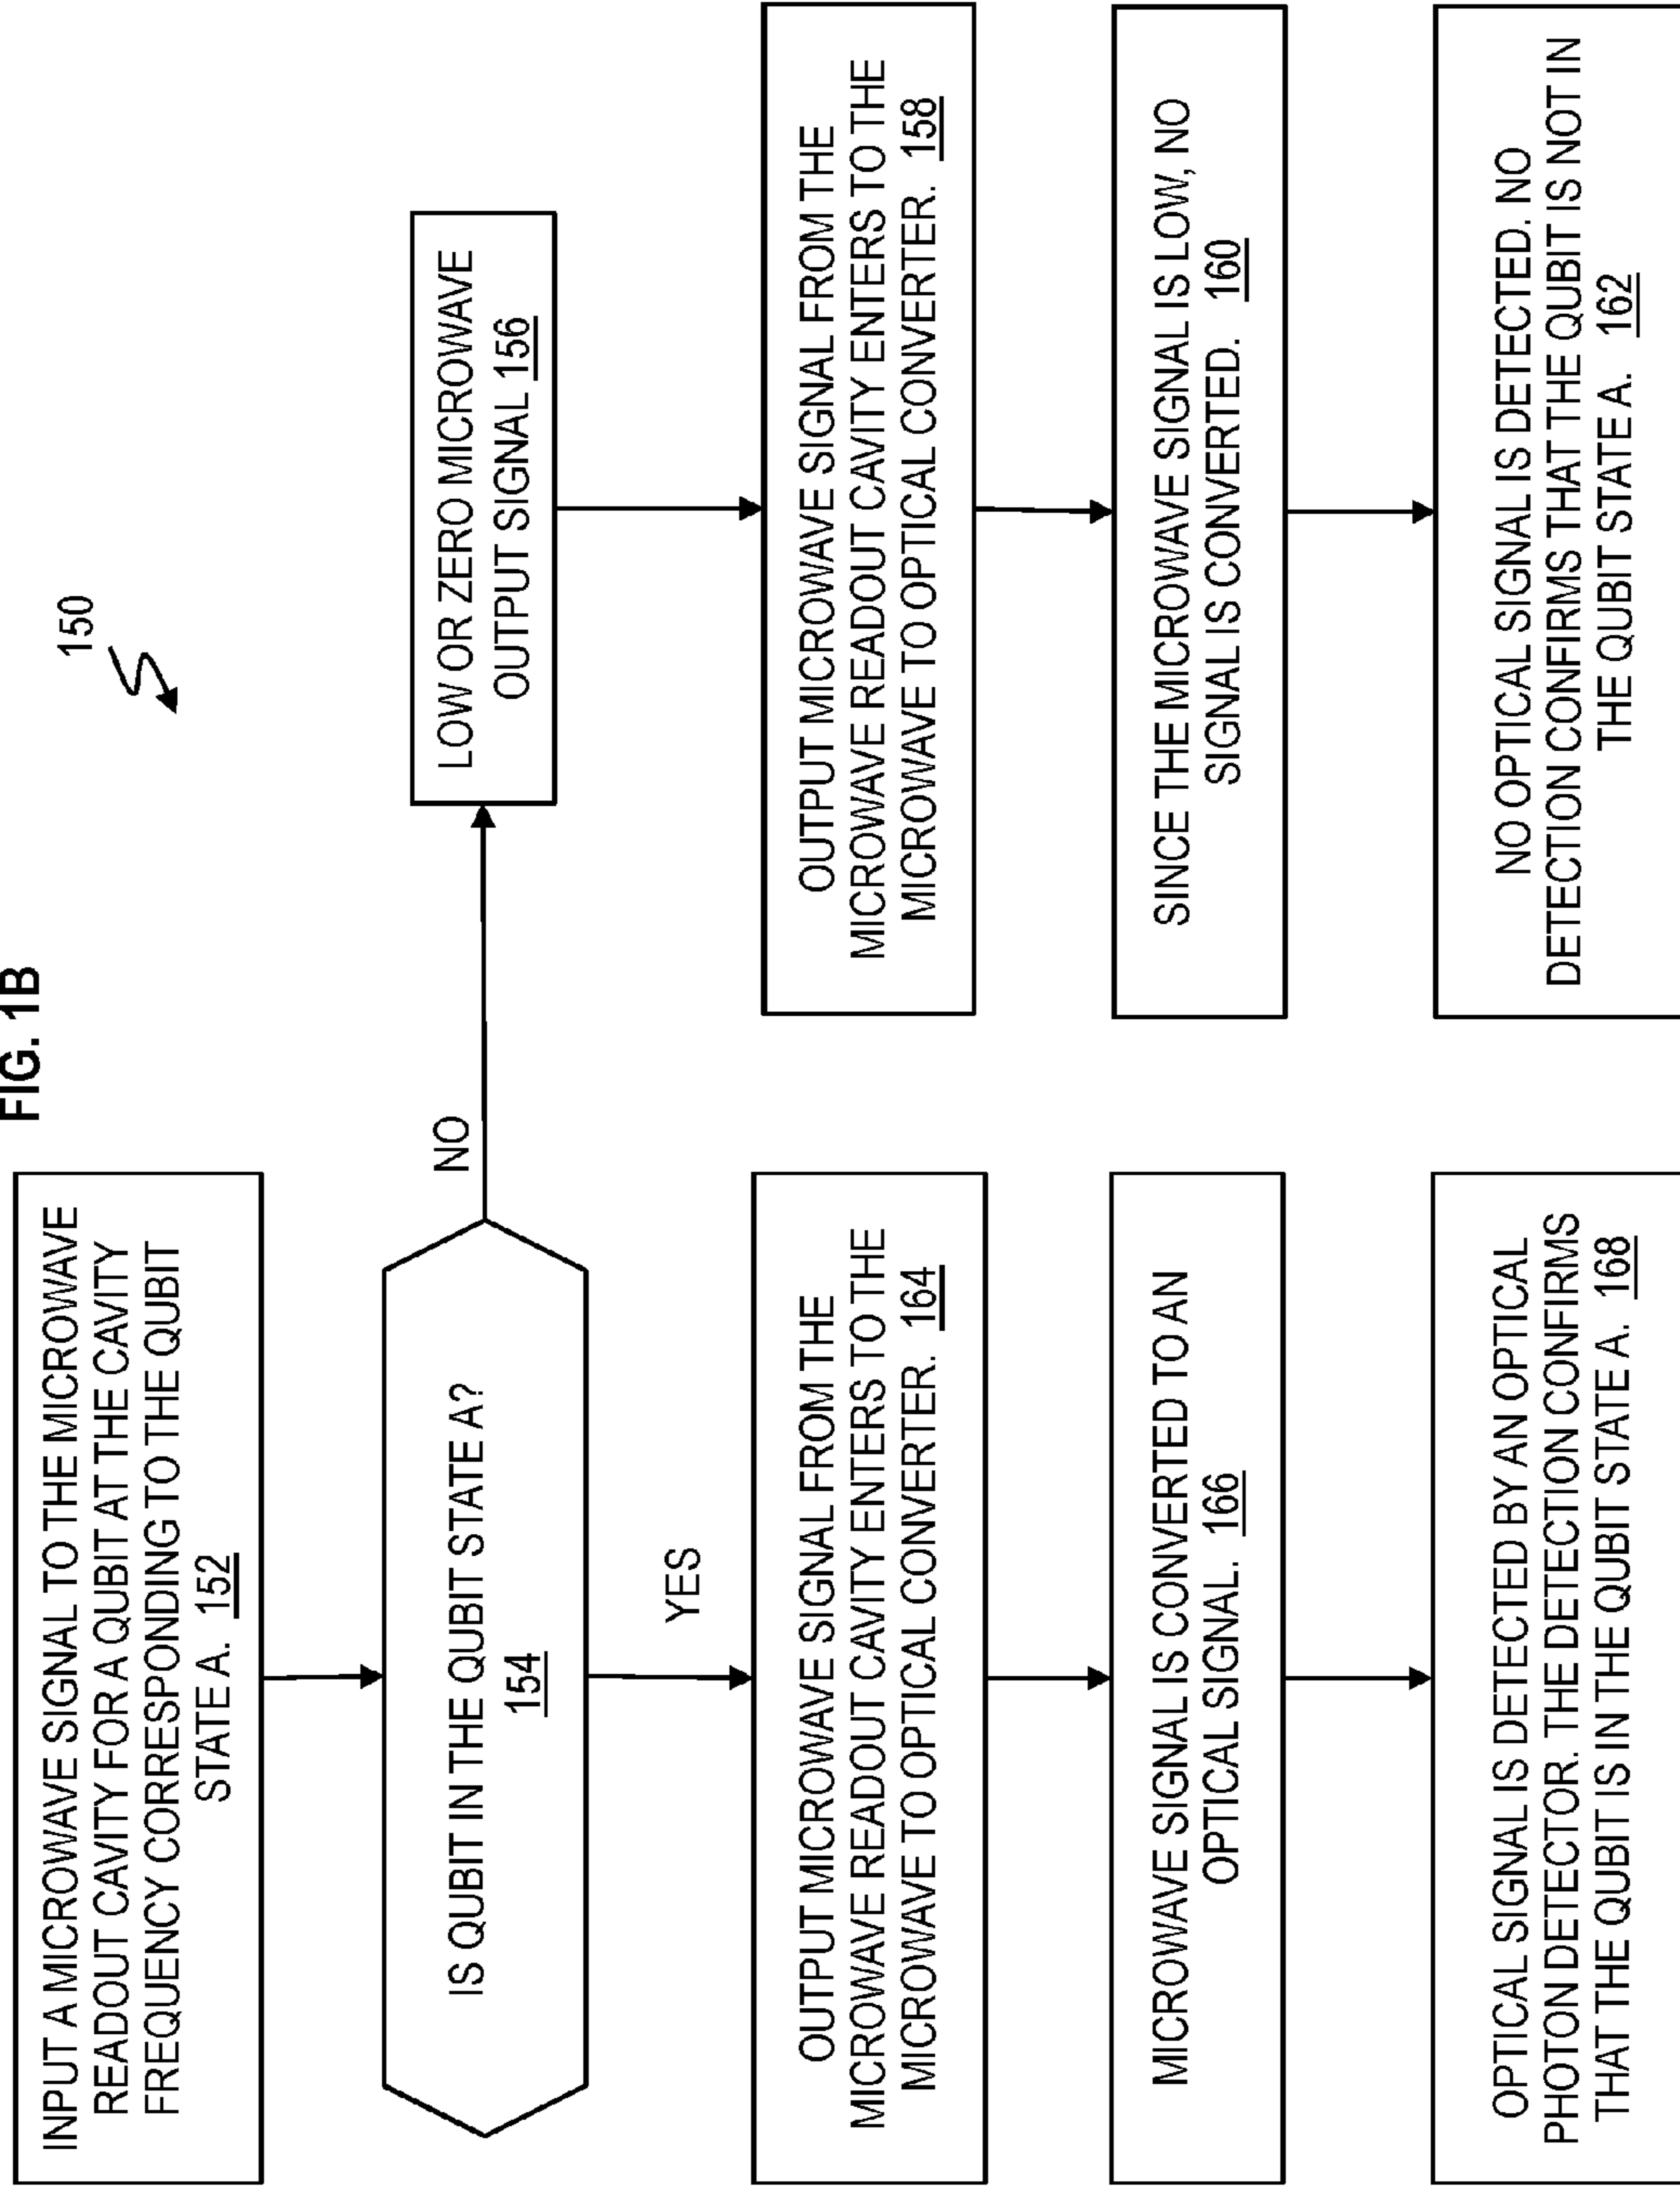 FIG. 1B
150
INPUT A MICROWAVE SIGNAL TO THE MICROWAVE
READOUT CAVITY FOR A QUBIT AT THE CAVITY
FREQUENCY CORRESPONDING TO THE QUBIT
STATE A. 152
IS QUBIT IN THE QUBIT STATE A?
154
NO
LOW OR ZERO MICROWAVE
OUTPUT SIGNAL 156
OUTPUT MICROWAVE SIGNAL FROM THE
MICROWAVE READOUT CAVITY ENTERS TO THE
MICROWAVE TO OPTICAL CONVERTER. 158
SINCE THE MICROWAVE SIGNAL IS LOW, NO
SIGNAL IS CONVERTED. 160
NO OPTICAL SIGNAL IS DETECTED. NO
DETECTION CONFIRMS THAT THE QUBIT IS NOT IN
THE QUBIT STATE A. 162
YES
OUTPUT MICROWAVE SIGNAL FROM THE
MICROWAVE READOUT CAVITY ENTERS TO THE
MICROWAVE TO OPTICAL CONVERTER. 164
MICROWAVE SIGNAL IS CONVERTED TO AN
OPTICAL SIGNAL. 166
OPTICAL SIGNAL IS DETECTED BY AN OPTICAL
PHOTON DETECTOR. THE DETECTION CONFIRMS
THAT THE QUBIT IS IN THE QUBIT STATE A. 168